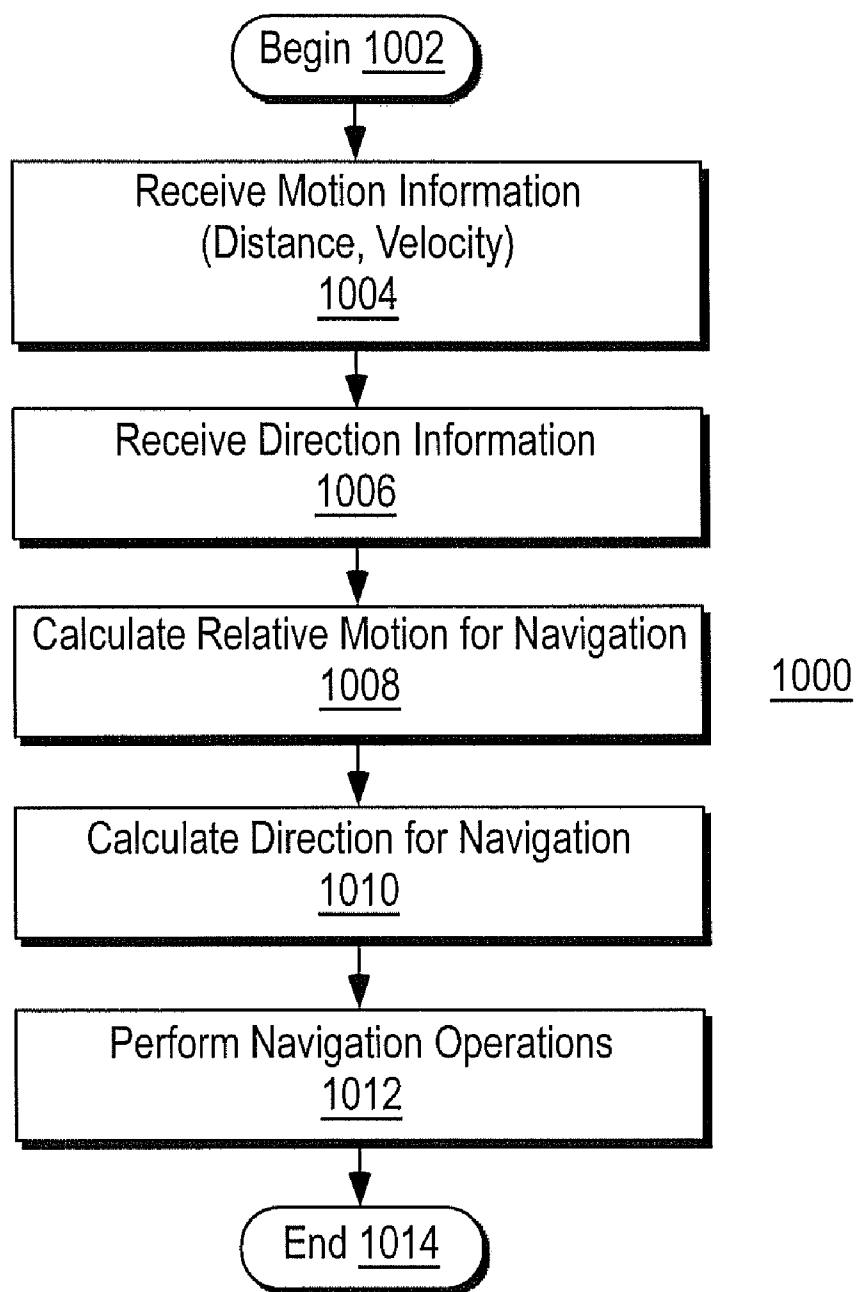 Begin 1002
Receive Motion Information
(Distance, Velocity)
1004
Receive Direction Information
1006
Calculate Relative Motion for Navigation
1008
1000
Calculate Direction for Navigation
1010
Perform Navigation Operations
1012
End 1014